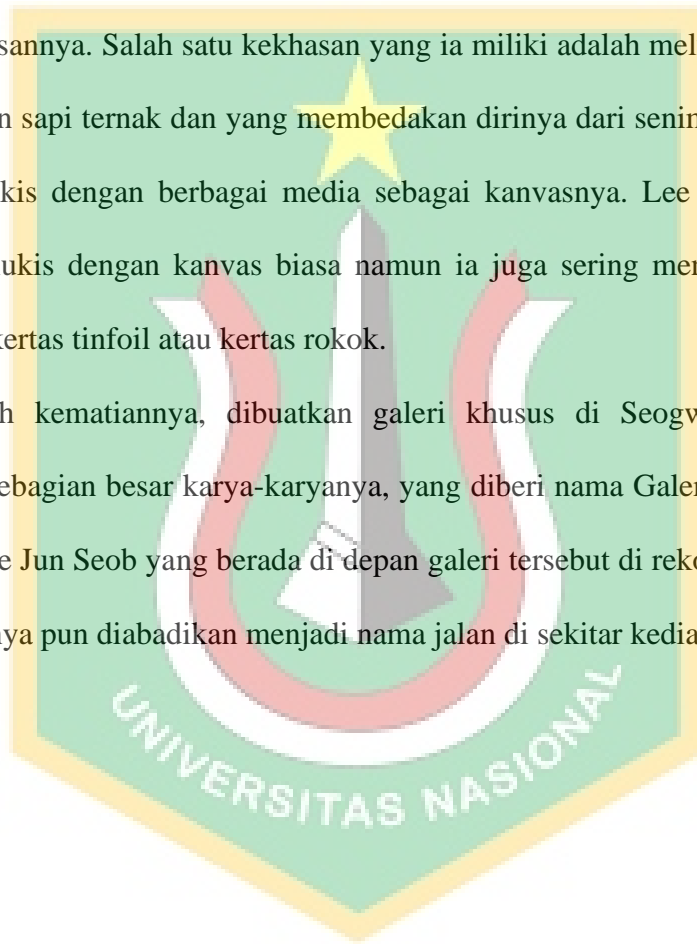 sannya. Salah satu kekhasan yang ia miliki adalah mel
n sapi ternak dan yang membedakan dirinya dari senin
kis dengan berbagai media sebagai kanvasnya. Lee
ukis dengan kanvas biasa namun ia juga sering mer
kertas tinfoil atau kertas rokok.
h kematiannya, dibuatkan galeri khusus di Seogw
ebagian besar karya-karyanya, yang diberi nama Galer
e Jun Seob yang berada di depan galeri tersebut di reko
nya pun diabadikan menjadi nama jalan di sekitar kedia
UNIVERSITAS NASIONAL